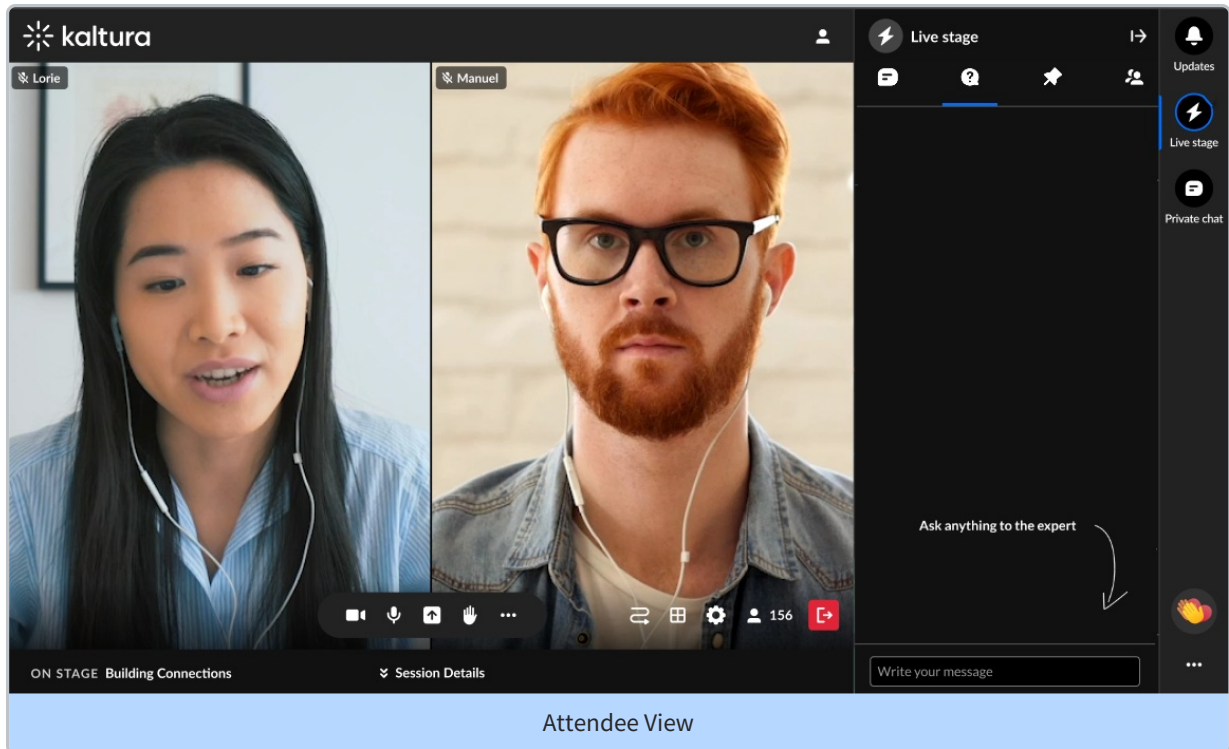 kaltura
Lorie
Manuel
Live stage
Updates
Live stage
Private chat
Ask anything to the expert
156
ON STAGE Building Connections
Session Details
Write your message
Attendee View